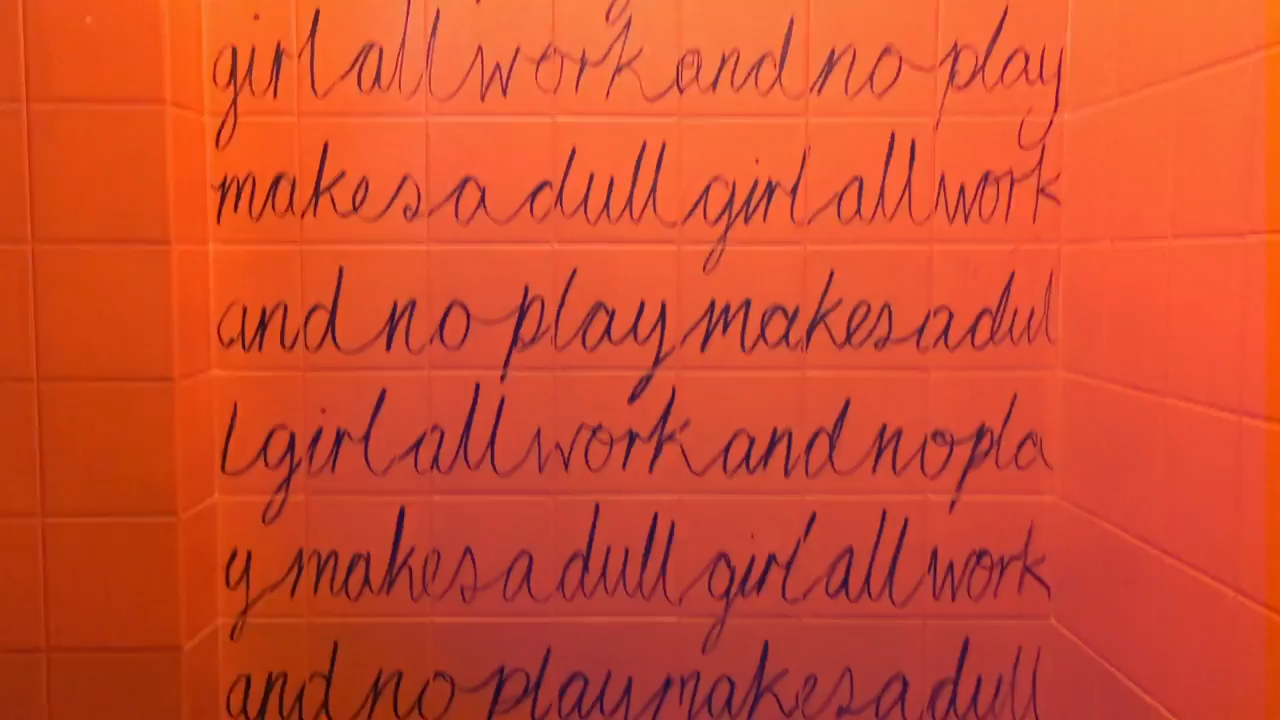 girl all work and no play
makes a dull girl all work
and no play makes a dul
l girl all work and no pla
y makes a dull girl all work
and no play makes a dull